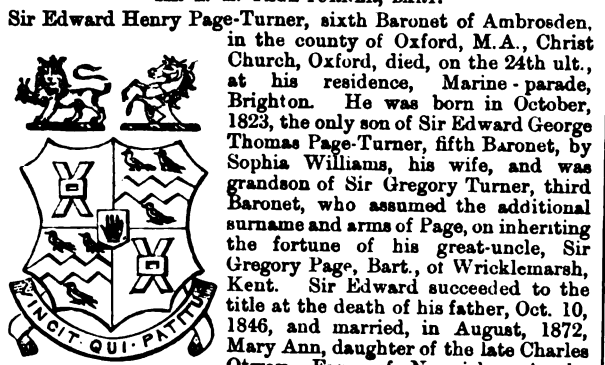 Sir Edward Henry Page-Turner, sixth Baronet of Ambrosden,
in the county of Oxford, M.A., Christ
Church, Oxford, died, on the 24th ult.,
at his residence, Marine-parade,
Brighton. He was born in October,
1823, the only son of Sir Edward George
Thomas Page-Turner, fifth Baronet, by
Sophia Williams, his wife, and was
grandson of Sir Gregory Turner, third
Baronet, who assumed the additional
surname and arms of Page, on inheriting
the fortune of his great-uncle, Sir
Gregory Page, Bart., of Wricklemarsh,
Kent. Sir Edward succeeded to the
title at the death of his father, Oct. 10,
1846, and married, in August, 1872,
Mary Ann, daughter of the late Charles
VINCIT·QUI·PATITUR